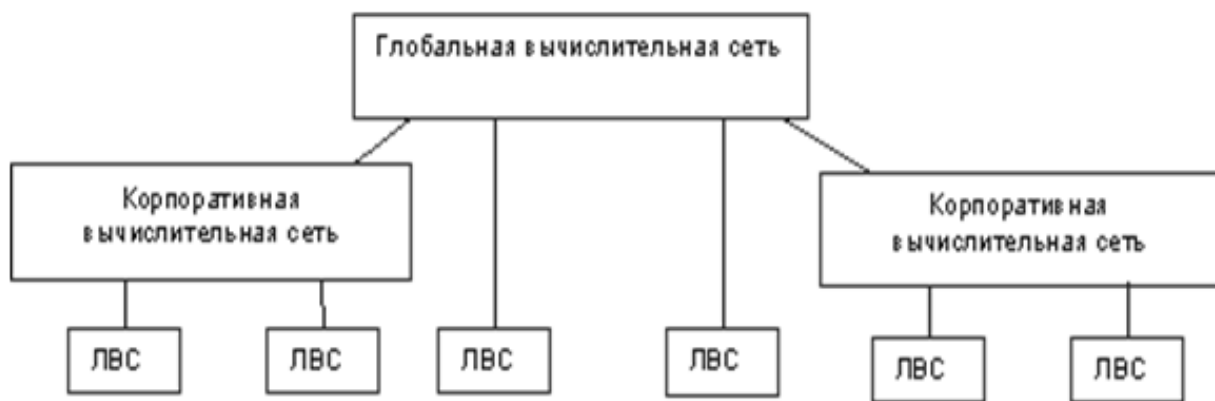 Глобальная вычислительная сеть
Корпоративная
вычислительная сеть
Корпоративная
вычислительная сеть
ЛВС
ЛВС
ЛВС
ЛВС
ЛВС
ЛВС